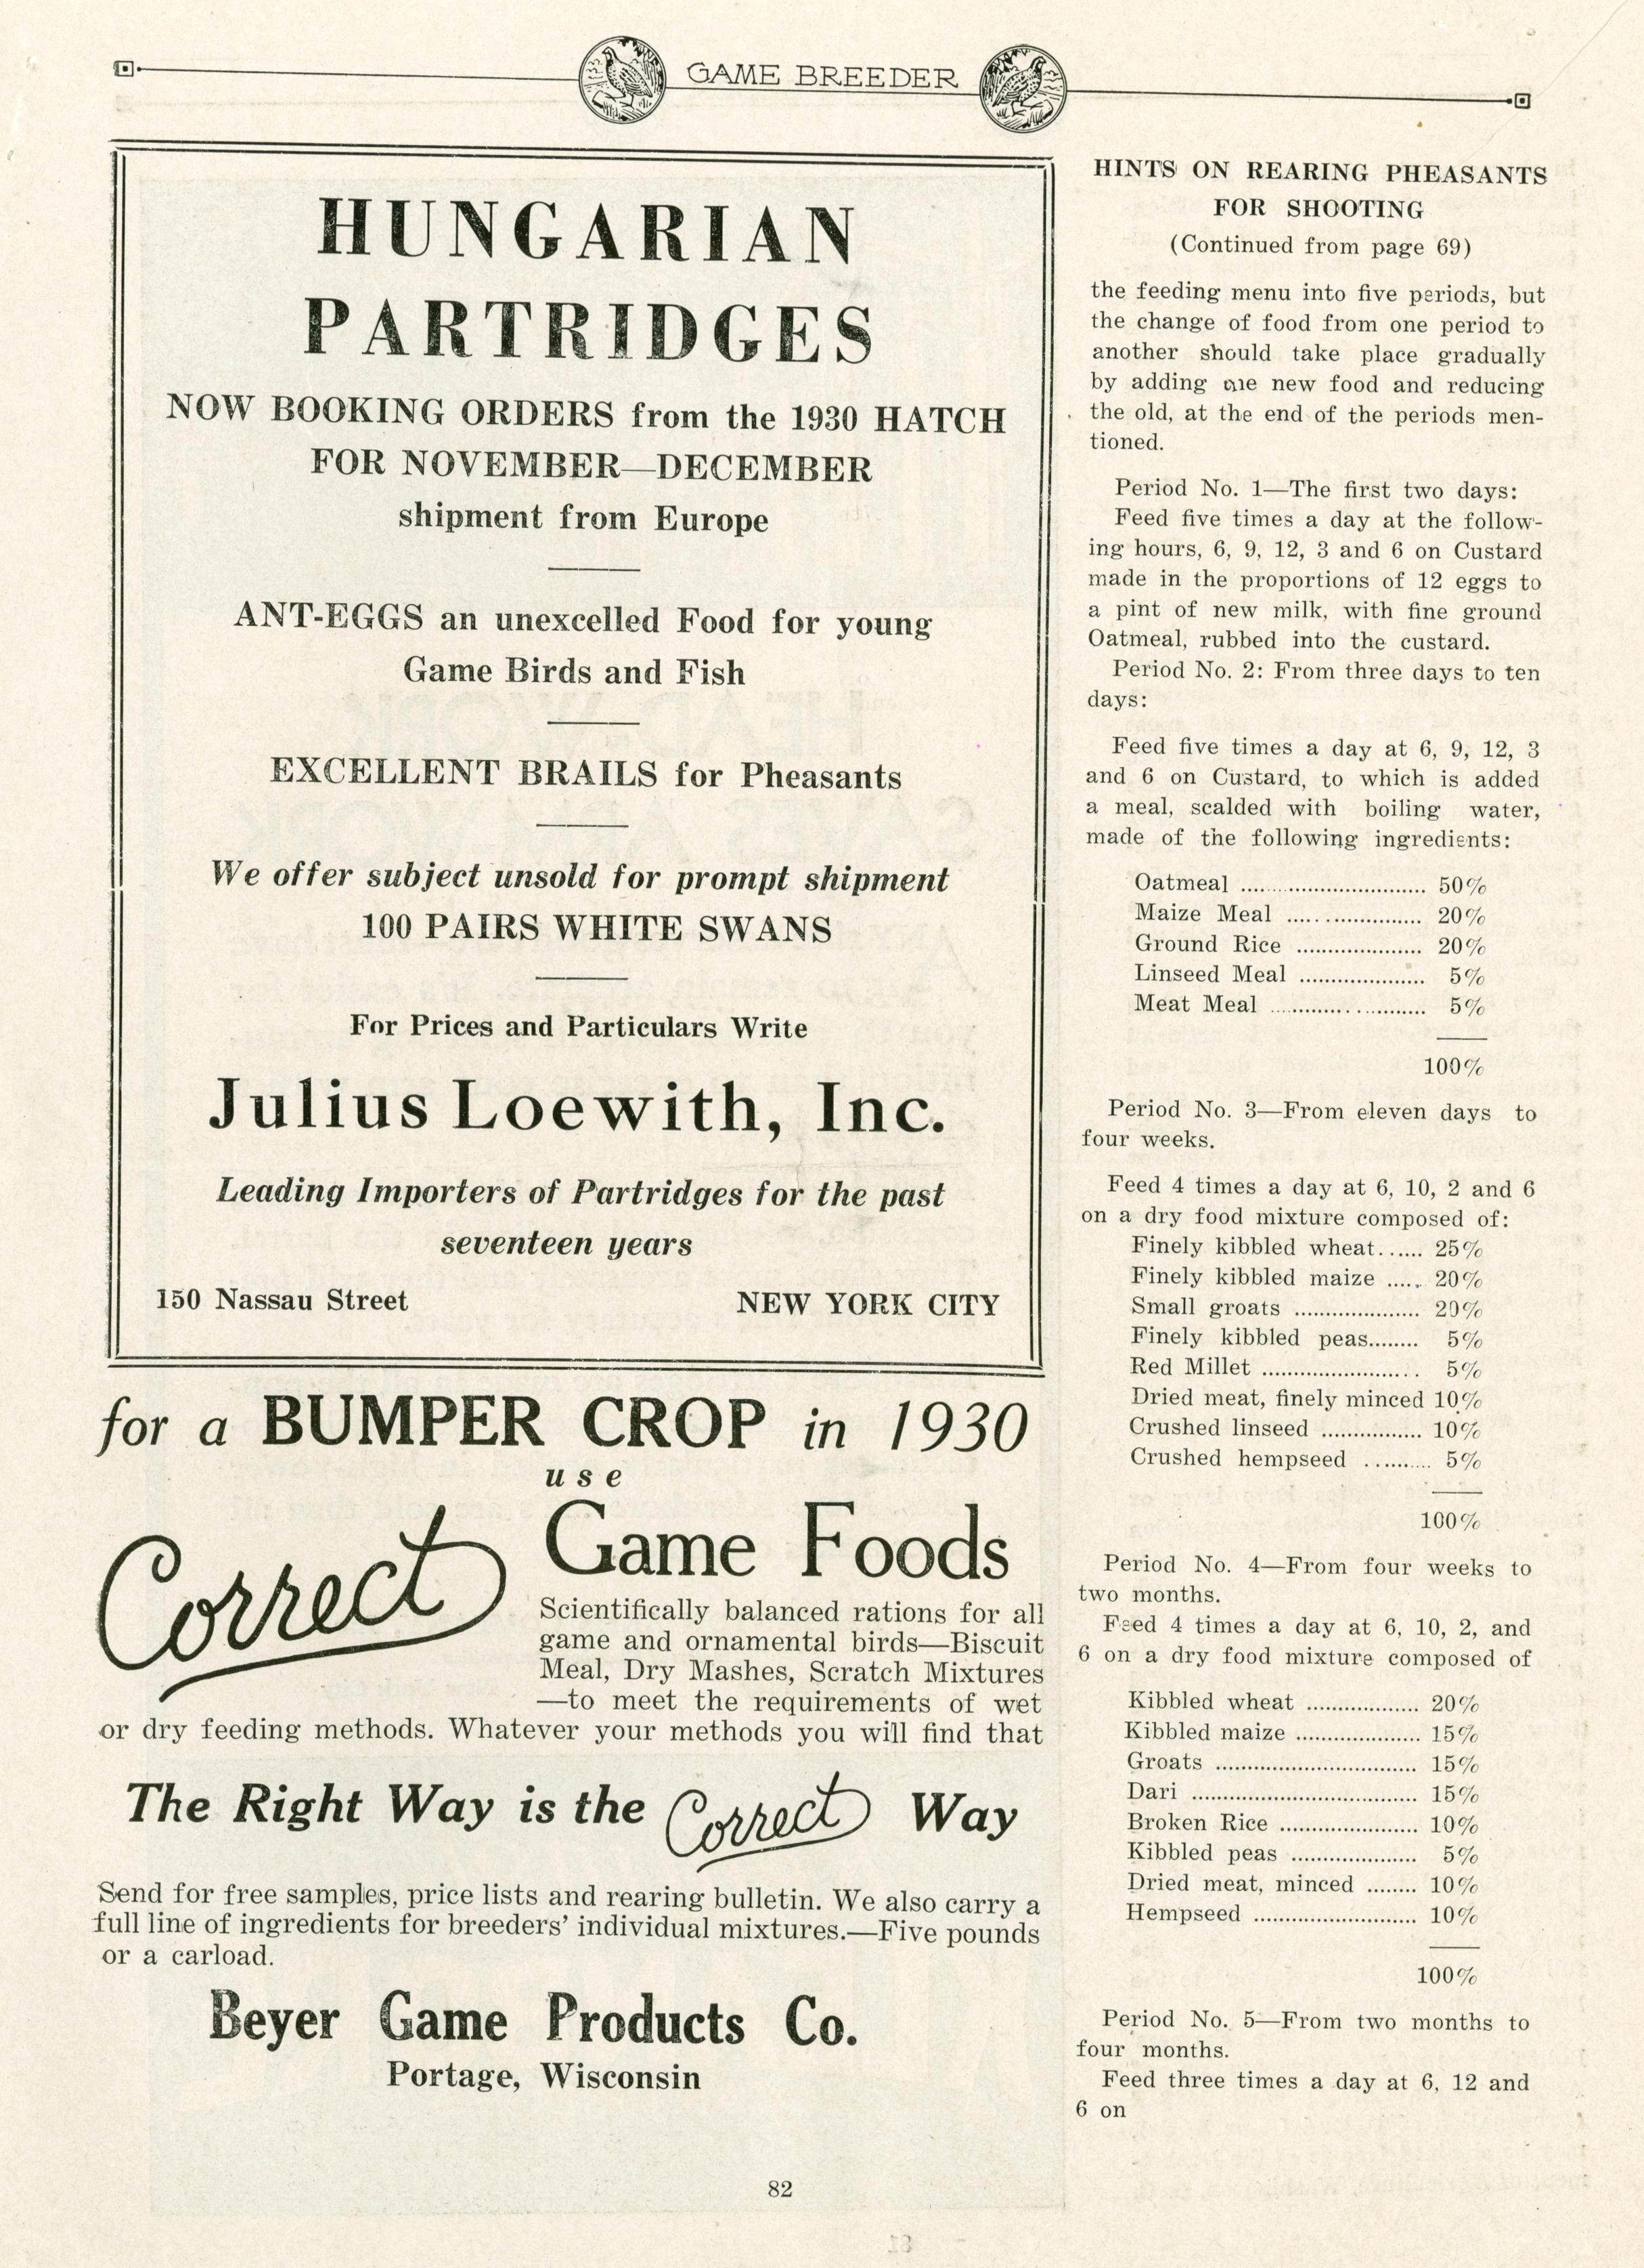 GAME BREEDER
HUNGARIAN
PARTRIDGES
NOW BOOKING ORDERS from the 1930 HATCH
FOR NOVEMBER—DECEMBER
shipment from Europe
ANT-EGGS an unexcelled Food for young
Game Birds and Fish
EXCELLENT BRAILS for Pheasants
We offer subject unsold for prompt shipment
100 PAIRS WHITE SWANS
For Prices and Particulars Write
Julius Loewith, Inc.
Leading Importers of Partridges for the past
seventeen years
150 Nassau Street NEW YORK CITY
for a BUMPER CROP in 1930
use
Correct Game Foods
Scientifically balanced rations for all
game and ornamental birds—Biscuit
Meal, Dry Mashes, Scratch Mixtures
—to meet the requirements of wet
or dry feeding methods. Whatever your methods you will find that
The Right Way is the Correct Way
Send for free samples, price lists and rearing bulletin. We also carry a
full line of ingredients for breeders' individual mixtures.—Five pounds
or a carload.
Beyer Game Products Co.
Portage, Wisconsin
HINTS ON REARING PHEASANTS
FOR SHOOTING
(Continued from page 69)
the feeding menu into five periods, but
the change of food from one period to
another should take place gradually
by adding new food and reducing
the old, at the end of the periods men-
tioned.
Period No. 1—The first two days:
Feed five times a day at the follow-
ing hours, 6, 9, 12, 3 and 6 on Custard
made in the proportions of 12 eggs to
a pint of new milk, with fine ground
Oatmeal, rubbed into the custard.
Period No. 2: From three days to ten
days:
Feed five times a day at 6, 9, 12, 3
and 6 on Custard, to which is added
a meal, scalded with boiling water,
made of the following ingredients:
Oatmeal .............................. 50%
Maize Meal ..................... 20%
Ground Rice .................... 20%
Linseed Meal .................... 5%
Meat Meal ......................... 5%
100%
Period No. 3—From eleven days to
four weeks.
Feed 4 times a day at 6, 10, 2 and 6
on a dry food mixture composed of:
Finely kibbled wheat....... 25%
Finely kibbled maize ..... 20%
Small groats .................... 20%
Finely kibbled peas........ 5%
Red Millet ......................... 5%
Dried meat, finely minced 10%
Crushed linseed ................ 10%
Crushed hempseed .......... 5%
100%
Period No. 4—From four weeks to
two months.
Feed 4 times a day at 6, 10, 2, and
6 on a dry food mixture composed of
Kibbled wheat .................. 20%
Kibbled maize .................... 15%
Groats ................................ 15%
Dari .................................... 15%
Broken Rice ...................... 10%
Kibbled peas .................... 5%
Dried meat, minced ........ 10%
Hempseed .......................... 10%
100%
Period No. 5—From two months to
four months.
Feed three times a day at 6, 12 and
6 on
82